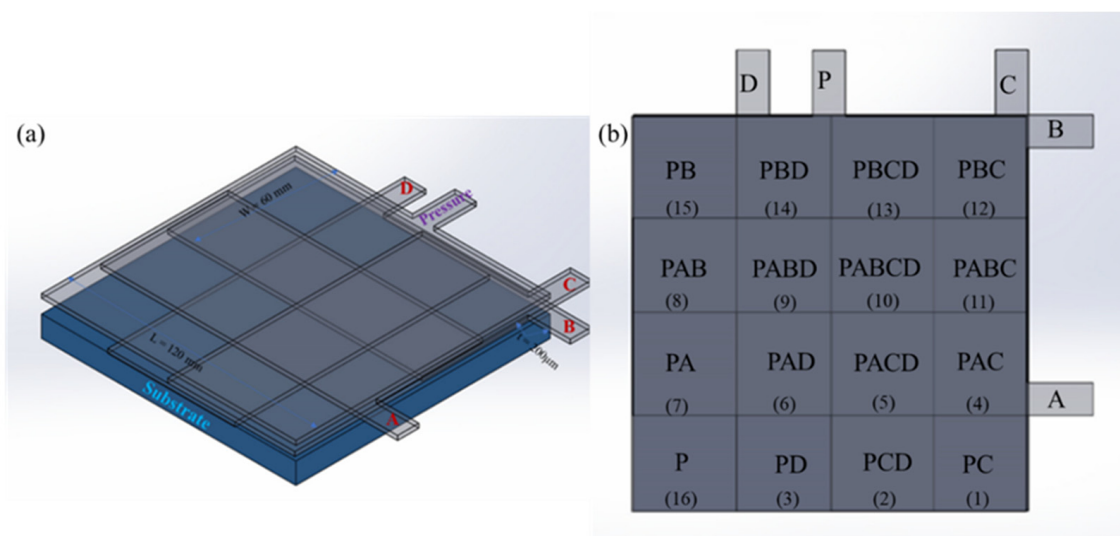 (a)
W = 60 mm
D
Pressure
C
B
t = 200μm
L = 120 mm
Substrate
A
(b)
D
P
C
B
PB
PBD
PBCD
PBC
(15)
(14)
(13)
(12)
PAB
PABD
PABCD
PABC
(8)
(9)
(10)
(11)
PA
PAD
PACD
PAC
(7)
(6)
(5)
(4)
A
P
PD
PCD
PC
(16)
(3)
(2)
(1)